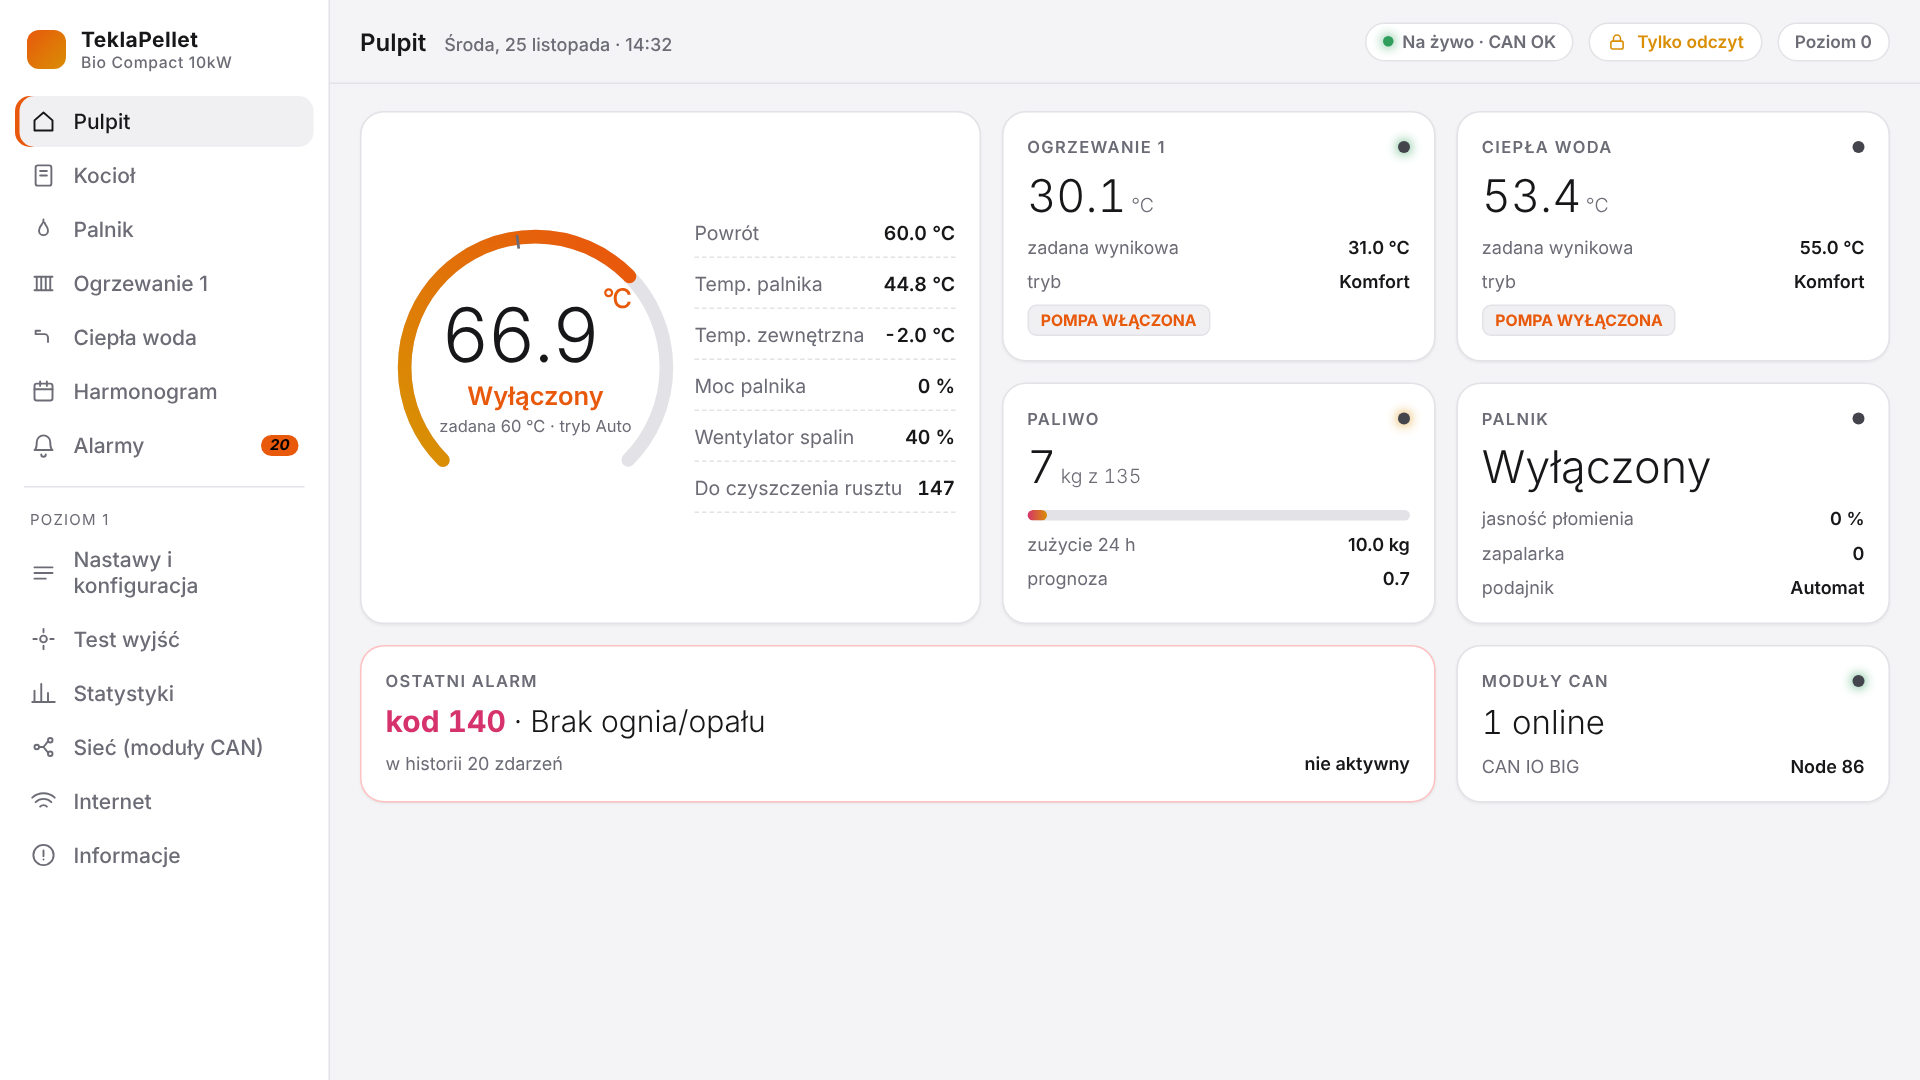 TeklaPellet
Bio Compact 10kW
Pulpit
Kocioł
Palnik
Ogrzewanie 1
Ciepła woda
Harmonogram
Alarmy 20
POZIOM 1
Nastawy i
konfiguracja
Test wyjść
Statystyki
Sieć (moduły CAN)
Internet
Informacje
Pulpit Środa, 25 listopada · 14:32
Na żywo · CAN OK
Tylko odczyt
Poziom 0
66.9 °C
Wyłączony
zadana 60 °C · tryb Auto
Powrót 60.0 °C
Temp. palnika 44.8 °C
Temp. zewnętrzna -2.0 °C
Moc palnika 0 %
Wentylator spalin 40 %
Do czyszczenia rusztu 147
OGRZEWANIE 1
30.1 °C
zadana wynikowa 31.0 °C
tryb Komfort
POMPA WŁĄCZONA
CIEPŁA WODA
53.4 °C
zadana wynikowa 55.0 °C
tryb Komfort
POMPA WYŁĄCZONA
PALIWO
7 kg z 135
zużycie 24 h 10.0 kg
prognoza 0.7
PALNIK
Wyłączony
jasność płomienia 0 %
zapalarka 0
podajnik Automat
OSTATNI ALARM
kod 140 · Brak ognia/opału
w historii 20 zdarzeń nie aktywny
MODUŁY CAN
1 online
CAN IO BIG Node 86